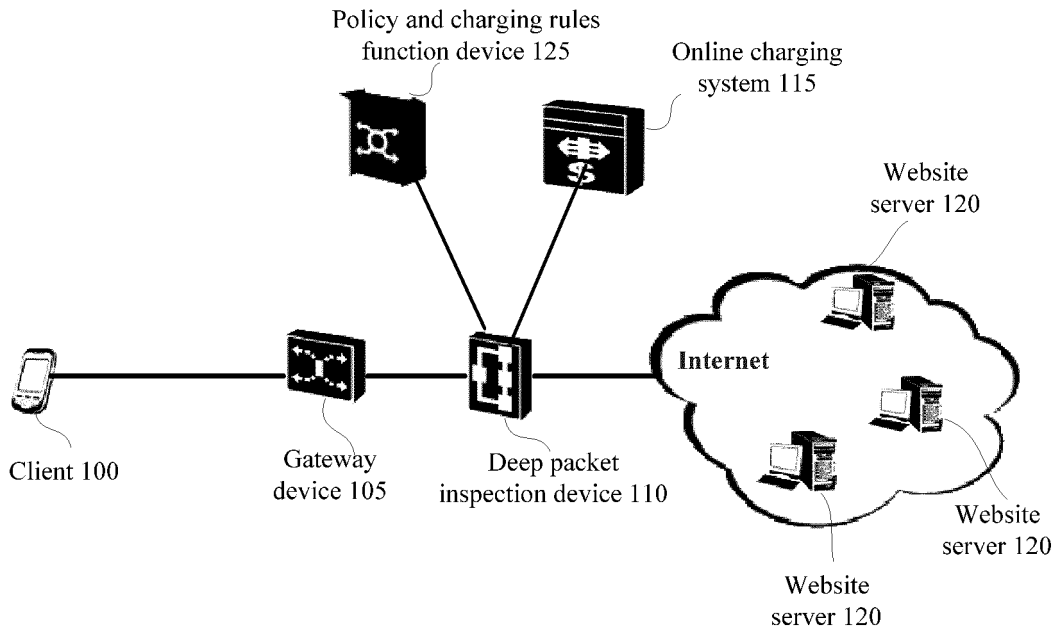 Policy and charging rules
function device 125
Online charging
system 115
Website
server 120
Internet
Client 100
Gateway
device 105
Deep packet
inspection device 110
Website
server 120
Website
server 120
$